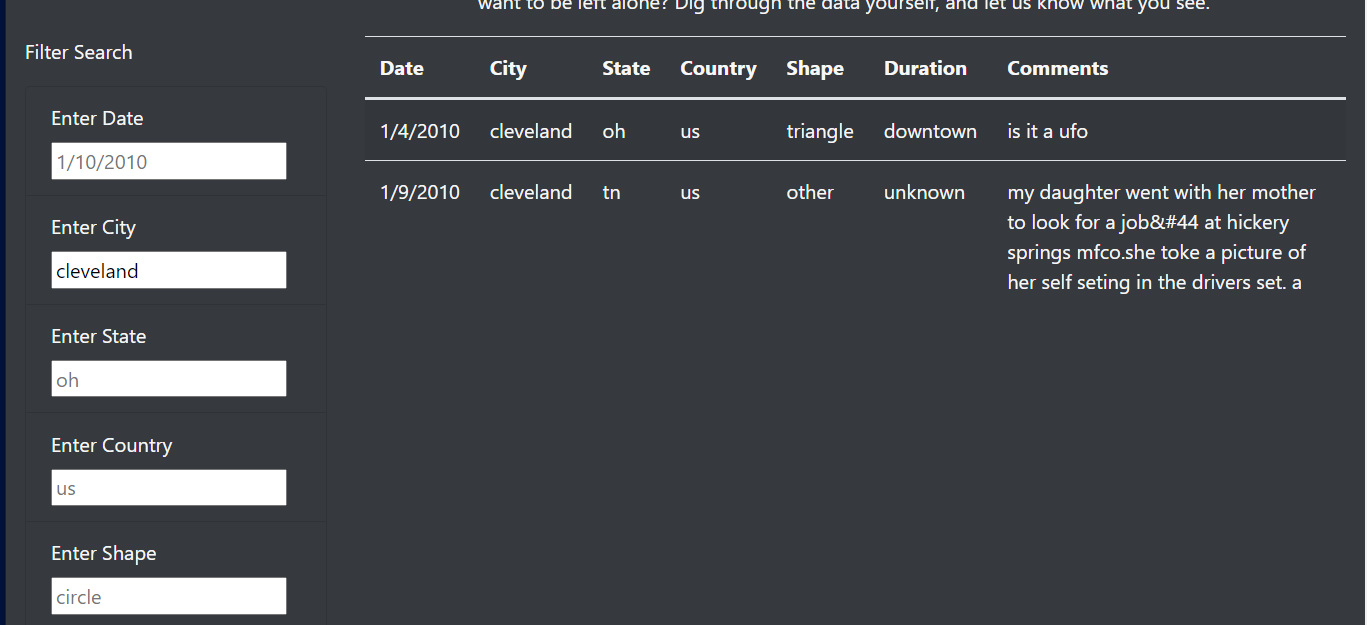 want to be left alone? Dig through the data yourself, and let us know what you see.
Filter Search
Enter Date
1/10/2010
Enter City
cleveland
Enter State
oh
Enter Country
us
Enter Shape
circle
Date City State Country Shape Duration Comments
1/4/2010 cleveland oh us triangle downtown is it a ufo
1/9/2010 cleveland tn us other unknown my daughter went with her mother
to look for a job&#44 at hickery
springs mfco.she toke a picture of
her self seting in the drivers set. a